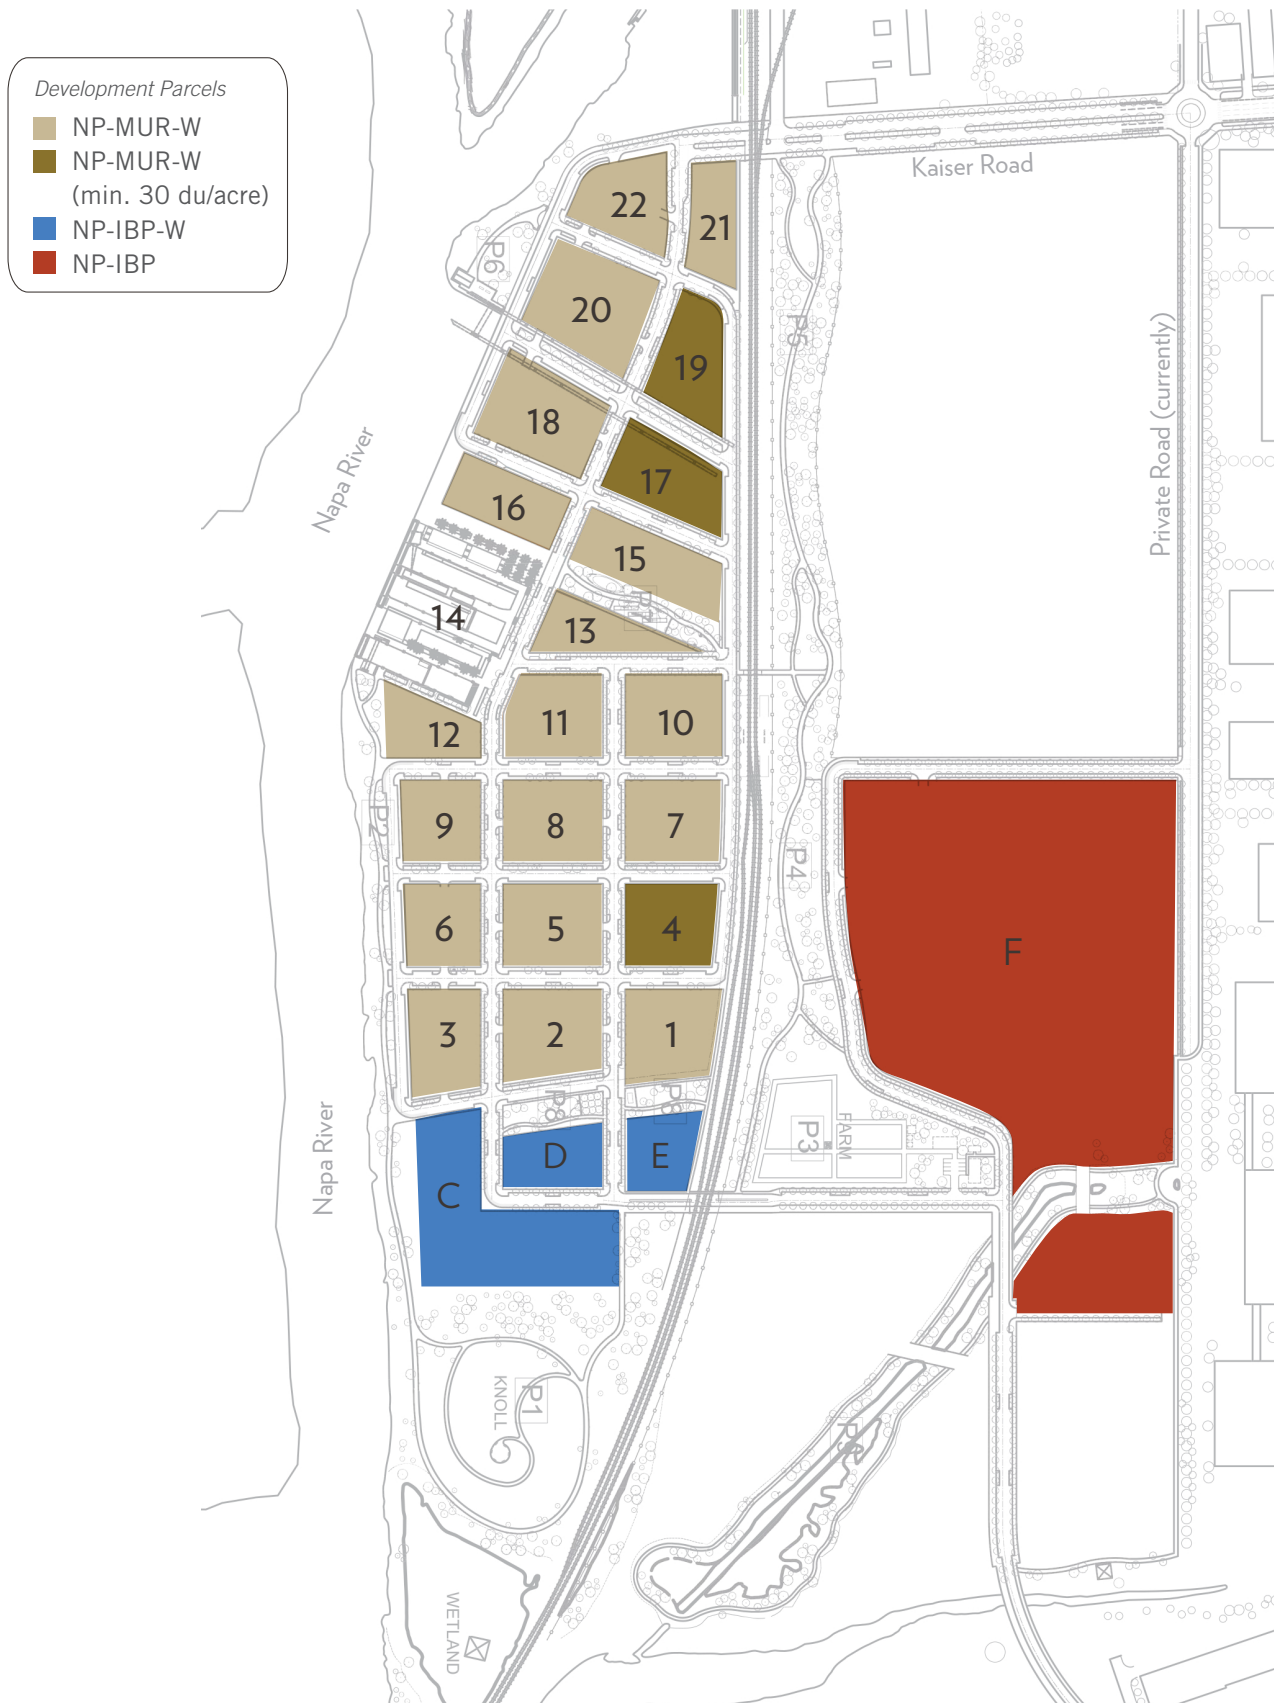 Development Parcels
NP-MUR-W
NP-MUR-W
(min. 30 du/acre)
NP-IBP-W
NP-IBP
Kaiser Road
22
21
P6
20
P5
19
Private Road (currently)
18
Napa River
17
16
15
14
13
12
11
10
P2
9
8
7
P4
6
5
4
F
3
2
1
P8
P8
FARM
P3
Napa River
C
D
E
P1
KNOLL
P9
WETLAND